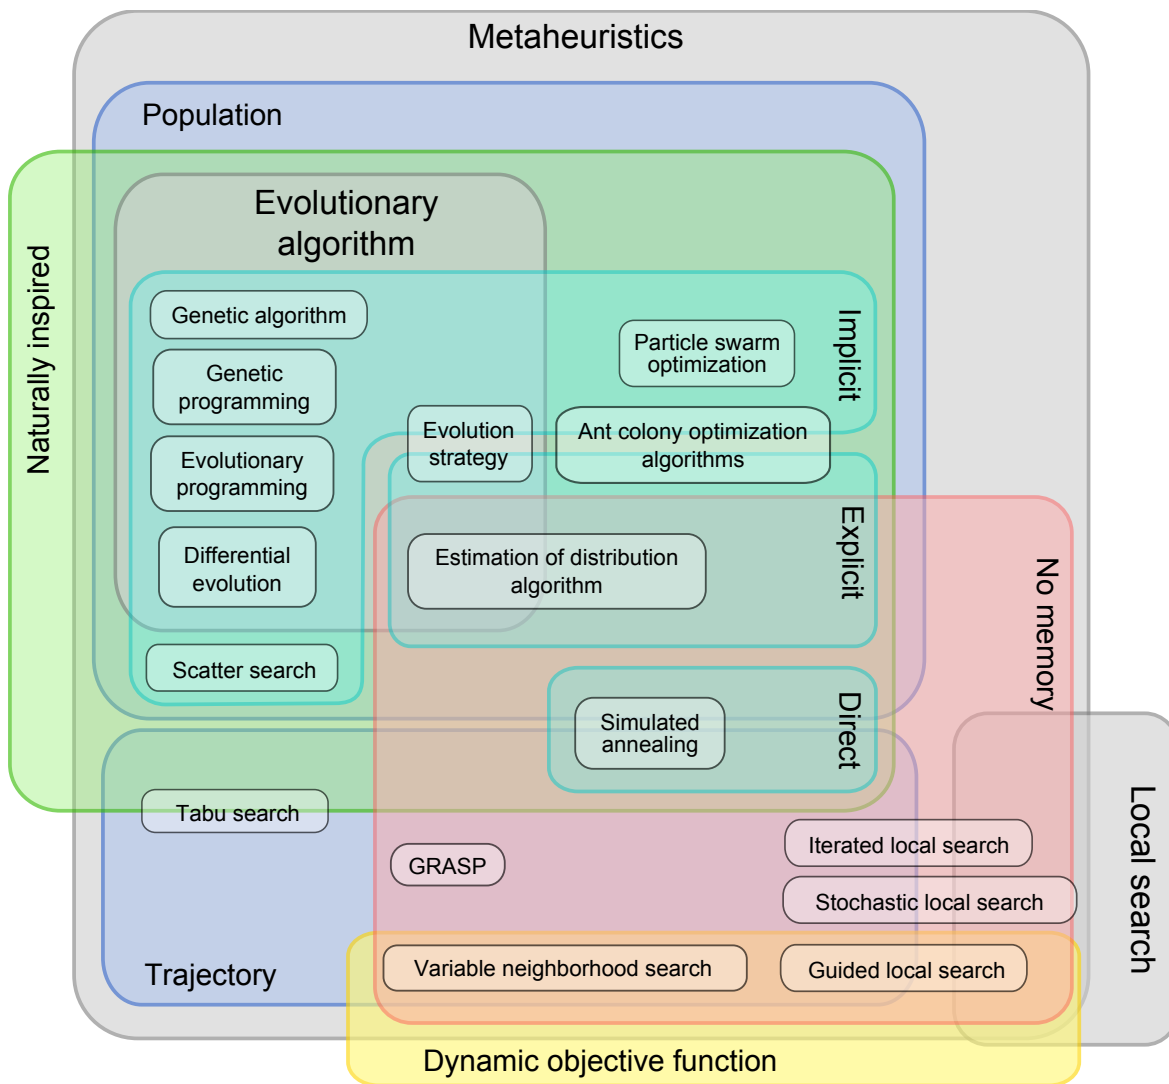 Metaheuristics
Population
Evolutionary
algorithm
Naturally inspired
Genetic algorithm
Implicit
Particle swarm
optimization
Genetic
programming
Evolution
strategy
Ant colony optimization
algorithms
Evolutionary
programming
Explicit
Differential
evolution
Estimation of distribution
algorithm
No memory
Scatter search
Simulated
annealing
Direct
Tabu search
Local search
GRASP
Iterated local search
Stochastic local search
Trajectory
Variable neighborhood search
Guided local search
Dynamic objective function